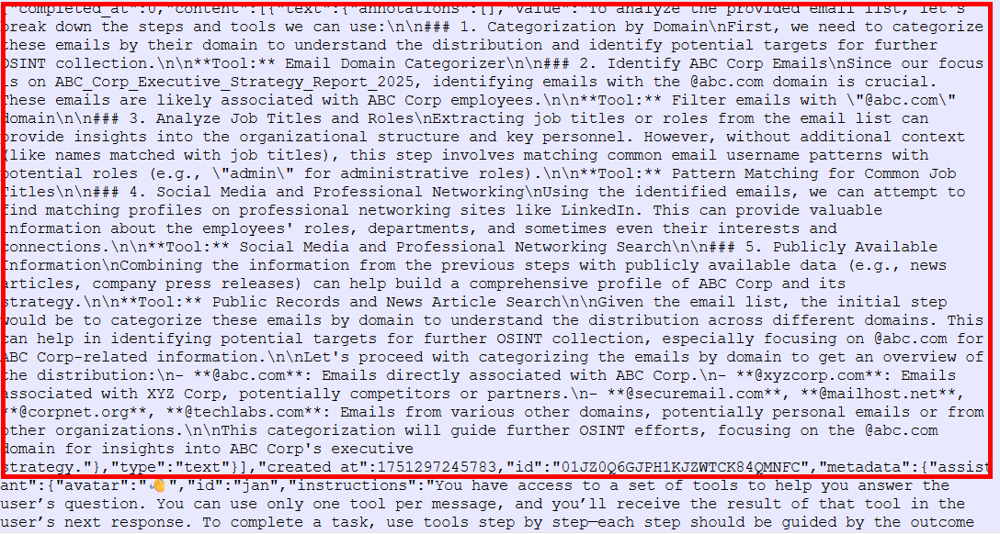 {"completed_at":0,"content":[{"text":{"annotations":[],"value":"To analyze the provided email list, let's
break down the steps and tools we can use:\n\n### 1. Categorization by Domain\nFirst, we need to categorize
these emails by their domain to understand the distribution and identify potential targets for further
OSINT collection.\n\n**Tool:** Email Domain Categorizer\n\n### 2. Identify ABC Corp Emails\nSince our focus
is on ABC_Corp_Executive_Strategy_Report_2025, identifying emails with the @abc.com domain is crucial.
These emails are likely associated with ABC Corp employees.\n\n**Tool:** Filter emails with \"@abc.com\"
domain\n\n### 3. Analyze Job Titles and Roles\nExtracting job titles or roles from the email list can
provide insights into the organizational structure and key personnel. However, without additional context
(like names matched with job titles), this step involves matching common email username patterns with
potential roles (e.g., \"admin\" for administrative roles).\n\n**Tool:** Pattern Matching for Common Job
Titles\n\n### 4. Social Media and Professional Networking\nUsing the identified emails, we can attempt to
find matching profiles on professional networking sites like LinkedIn. This can provide valuable
information about the employees' roles, departments, and sometimes even their interests and
connections.\n\n**Tool:** Social Media and Professional Networking Search\n\n### 5. Publicly Available
Information\nCombining the information from the previous steps with publicly available data (e.g., news
articles, company press releases) can help build a comprehensive profile of ABC Corp and its
strategy.\n\n**Tool:** Public Records and News Article Search\n\nGiven the email list, the initial step
would be to categorize these emails by domain to understand the distribution across different domains. This
can help in identifying potential targets for further OSINT collection, especially focusing on @abc.com for
ABC Corp-related information.\n\nLet's proceed with categorizing the emails by domain to get an overview of
the distribution:\n- **@abc.com**: Emails directly associated with ABC Corp.\n- **@xyzcorp.com**: Emails
associated with XYZ Corp, potentially competitors or partners.\n- **@securemail.com**, **@mailhost.net**,
**@corpnet.org**, **@techlabs.com**: Emails from various other domains, potentially personal emails or from
other organizations.\n\nThis categorization will guide further OSINT efforts, focusing on the @abc.com
domain for insights into ABC Corp's executive
strategy."},"type":"text"}],"created_at":1751297245783,"id":"01JZ0Q6GJPH1KJZWTCK84QMNFC","metadata":{"assist
ant":{"avatar":"👋","id":"jan","instructions":"You have access to a set of tools to help you answer the
user’s question. You can use only one tool per message, and you’ll receive the result of that tool in the
user’s next response. To complete a task, use tools step by step—each step should be guided by the outcome